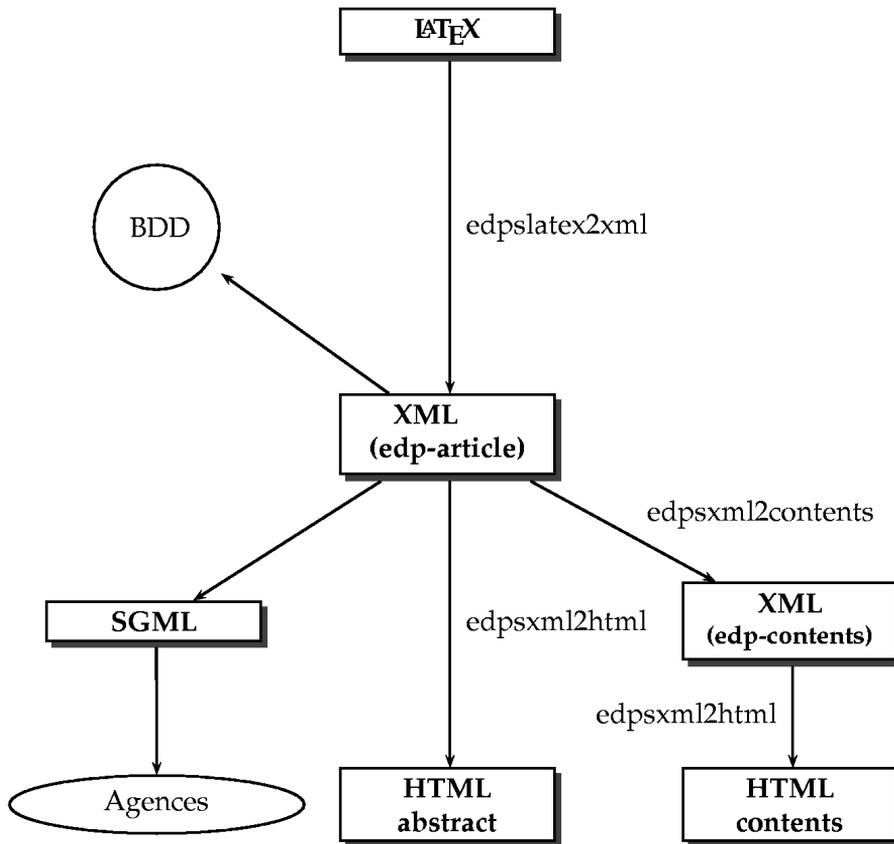 LATEX
BDD
edpslatex2xml
XML
(edp-article)
edpsxml2contents
SGML
edpsxml2html
XML
(edp-contents)
edpsxml2html
Agences
HTML
abstract
HTML
contents